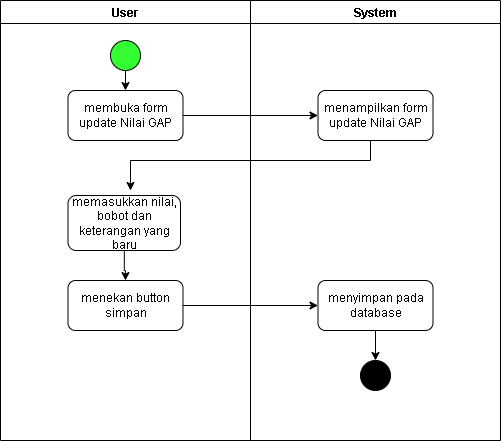 User
System
membuka form
update Nilai GAP
menampilkan form
update Nilai GAP
memasukkan nilai,
bobot dan
keterangan yang
baru
menekan button
simpan
menyimpan pada
database